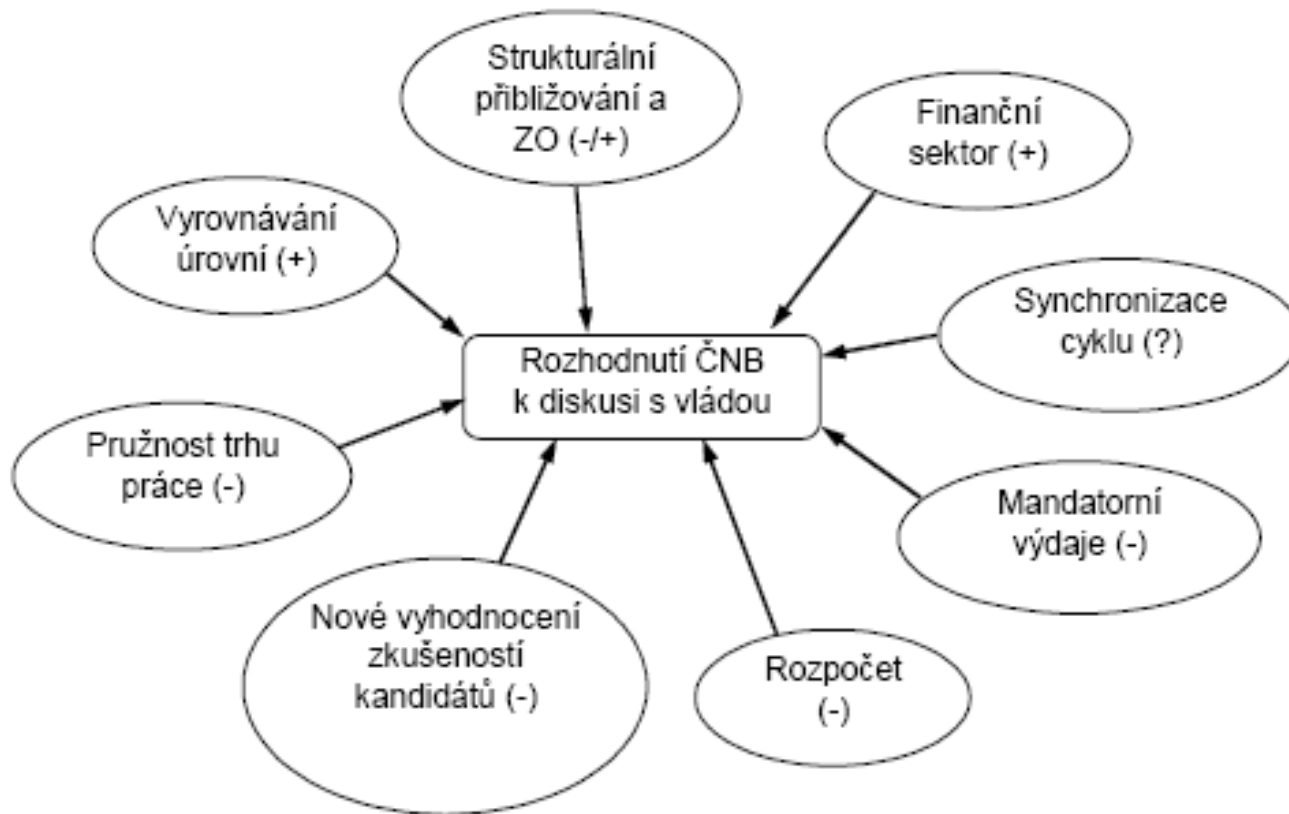 Strukturální
přibližování a
ZO (-/+)
Finanční
sektor (+)
Vyrovnávání
úrovní (+)
Synchronizace
cyklu (?)
Rozhodnutí ČNB
k diskusi s vládou
Pružnost trhu
práce (-)
Mandatorní
výdaje (-)
Nové vyhodnocení
zkušeností
kandidátů (-)
Rozpočet
(-)